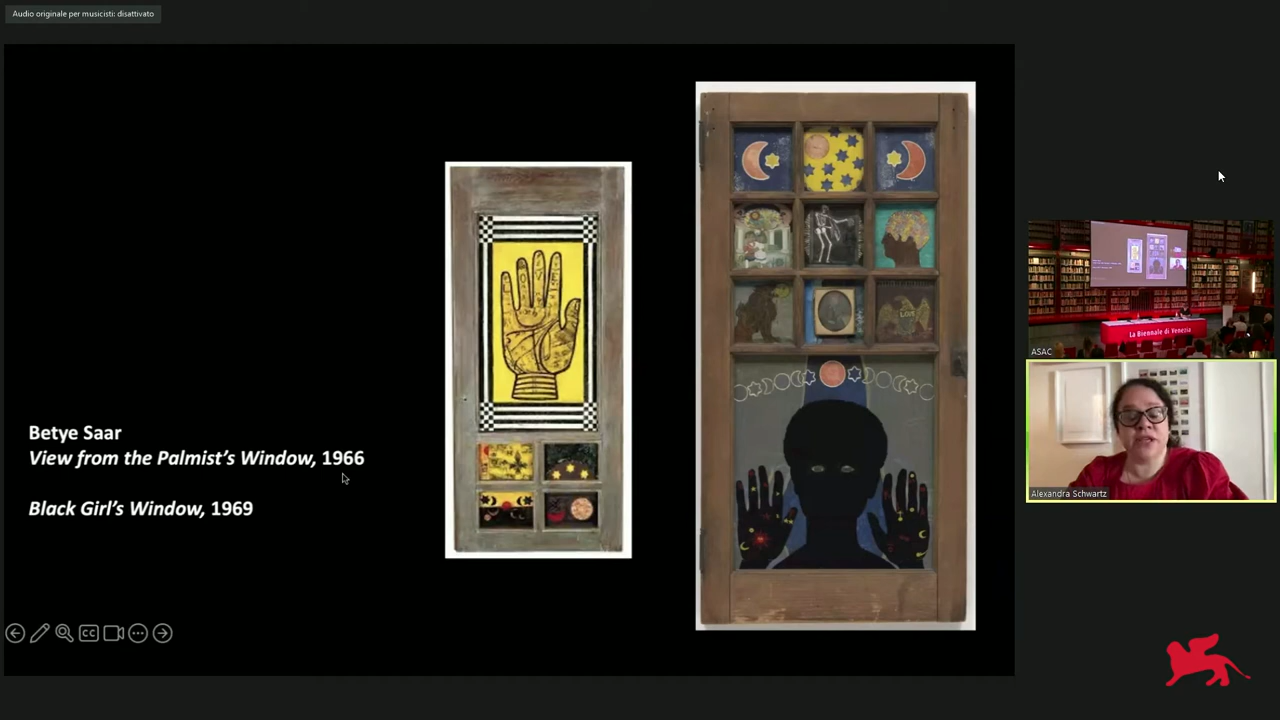 Audio originale per musicisti: disattivato
Betye Saar
View from the Palmist's Window, 1966
Black Girl's Window, 1969
CC
La Biennale di Venezia
ASAC
Alexandra Schwartz